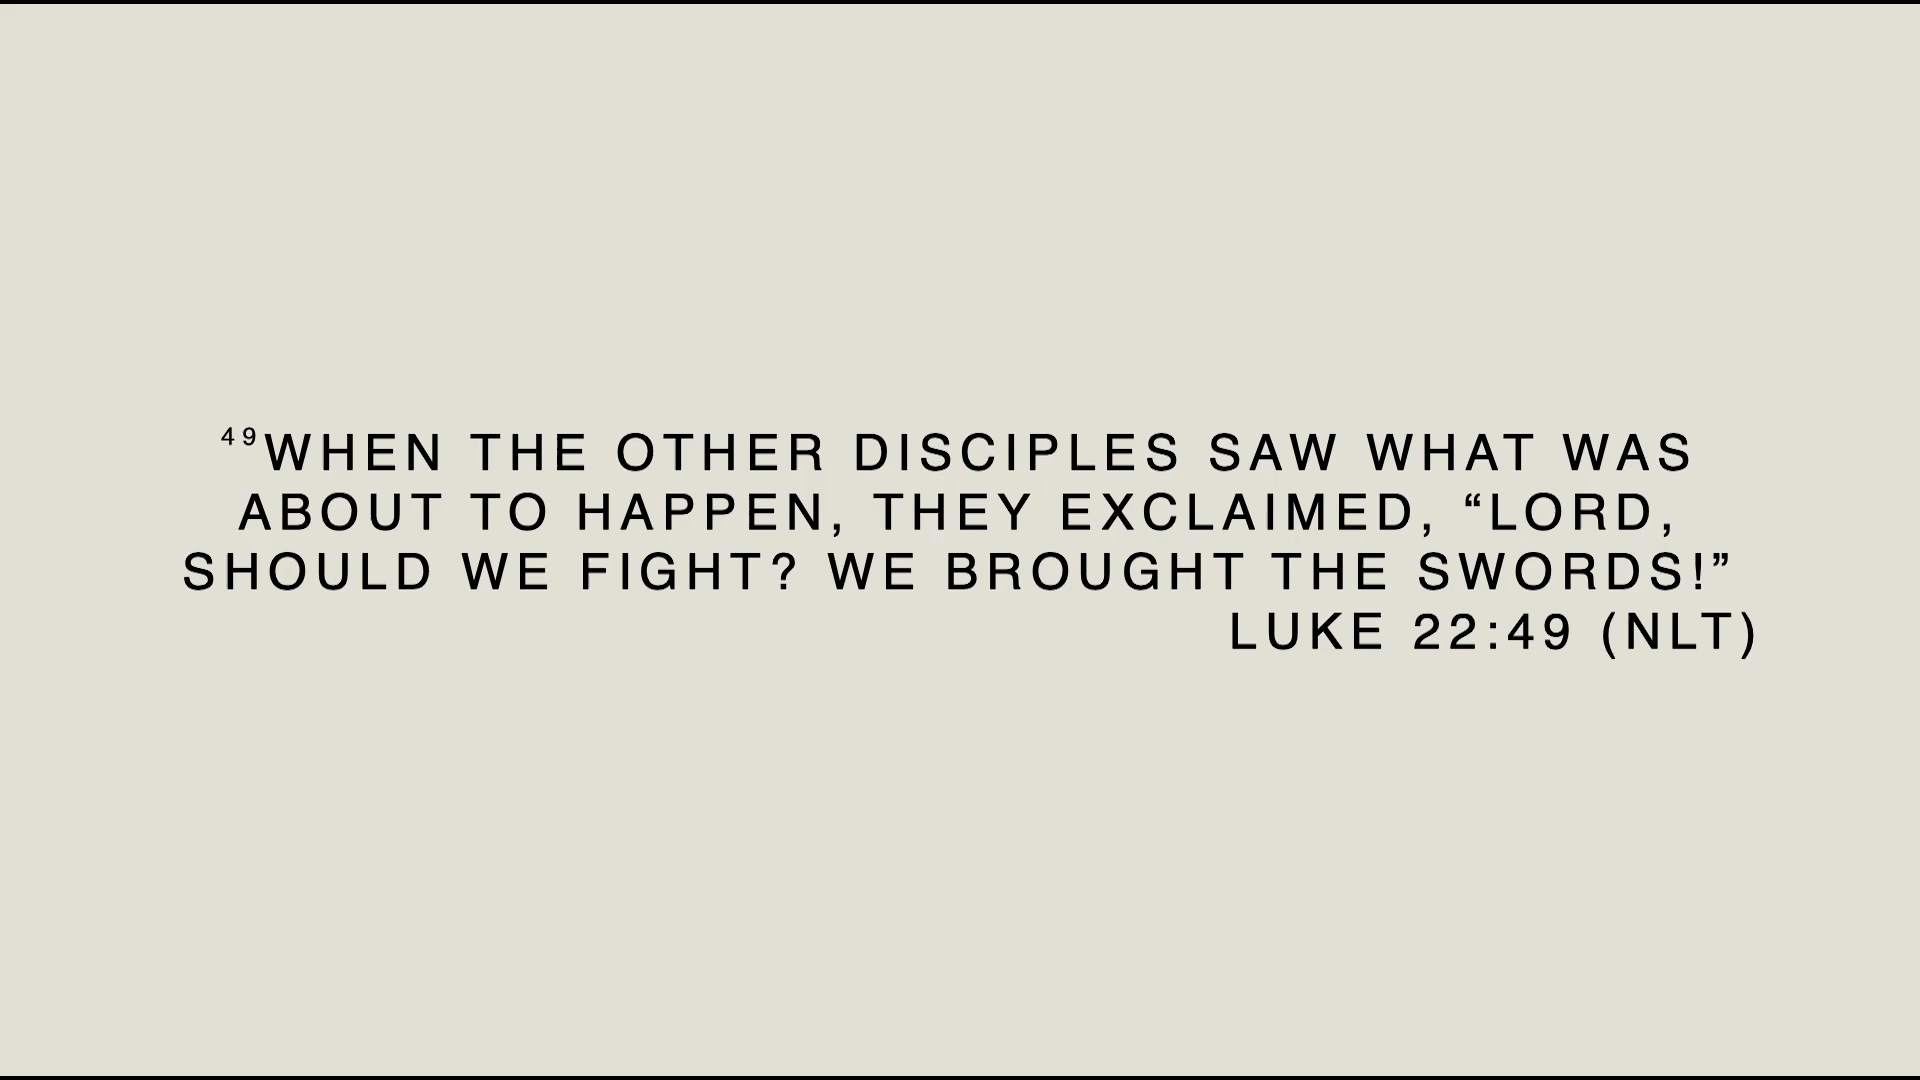 ⁴⁹WHEN THE OTHER DISCIPLES SAW WHAT WAS
ABOUT TO HAPPEN, THEY EXCLAIMED, “LORD,
SHOULD WE FIGHT? WE BROUGHT THE SWORDS!”
LUKE 22:49 (NLT)